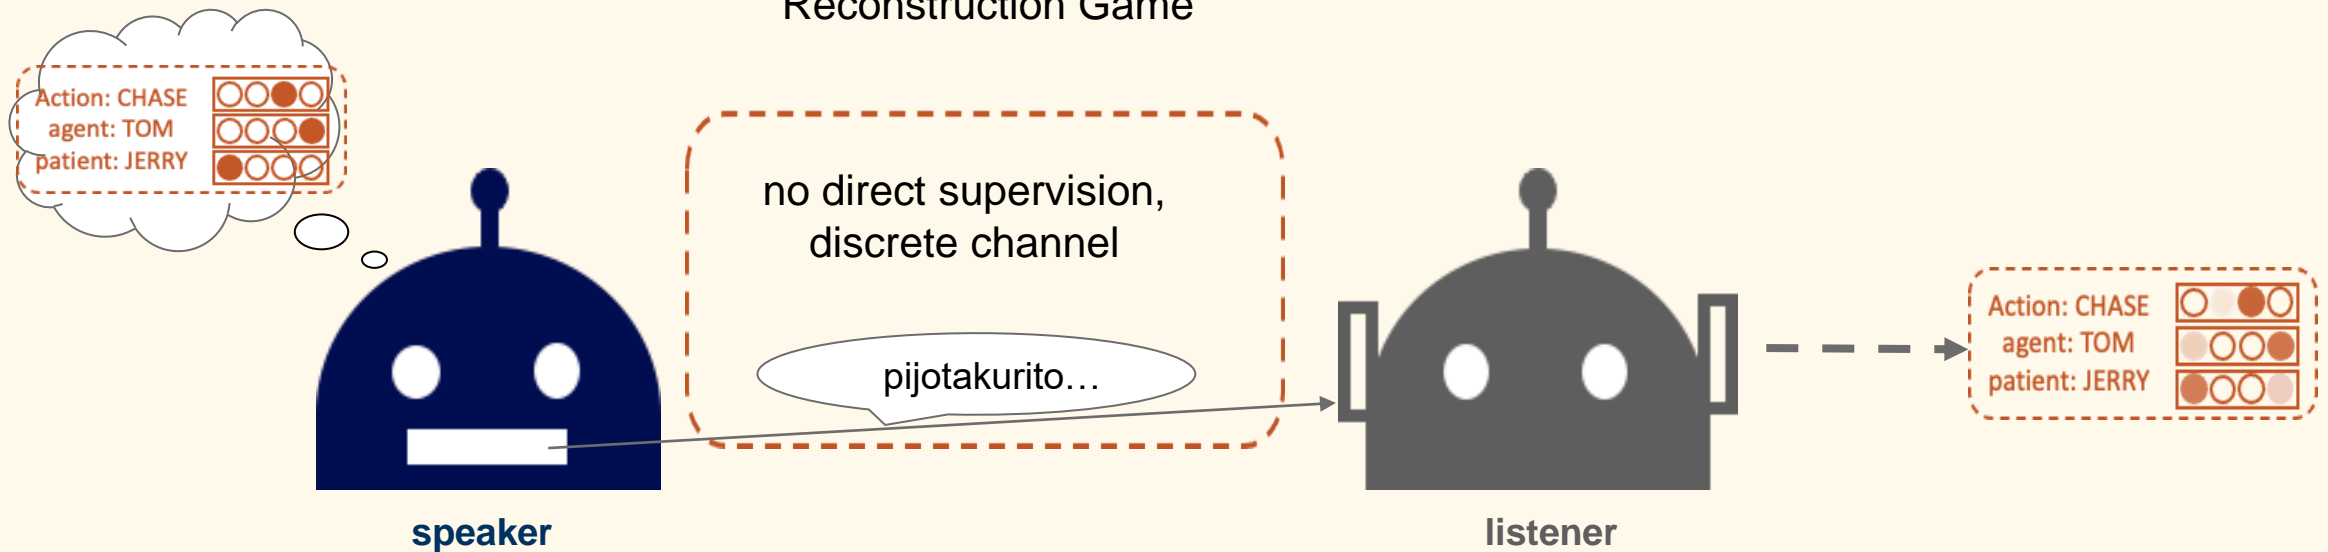 Reconstruction Game
Action: CHASE
agent: TOM
patient: JERRY
no direct supervision,
discrete channel
pijotakurito…
Action: CHASE
agent: TOM
patient: JERRY
speaker
listener